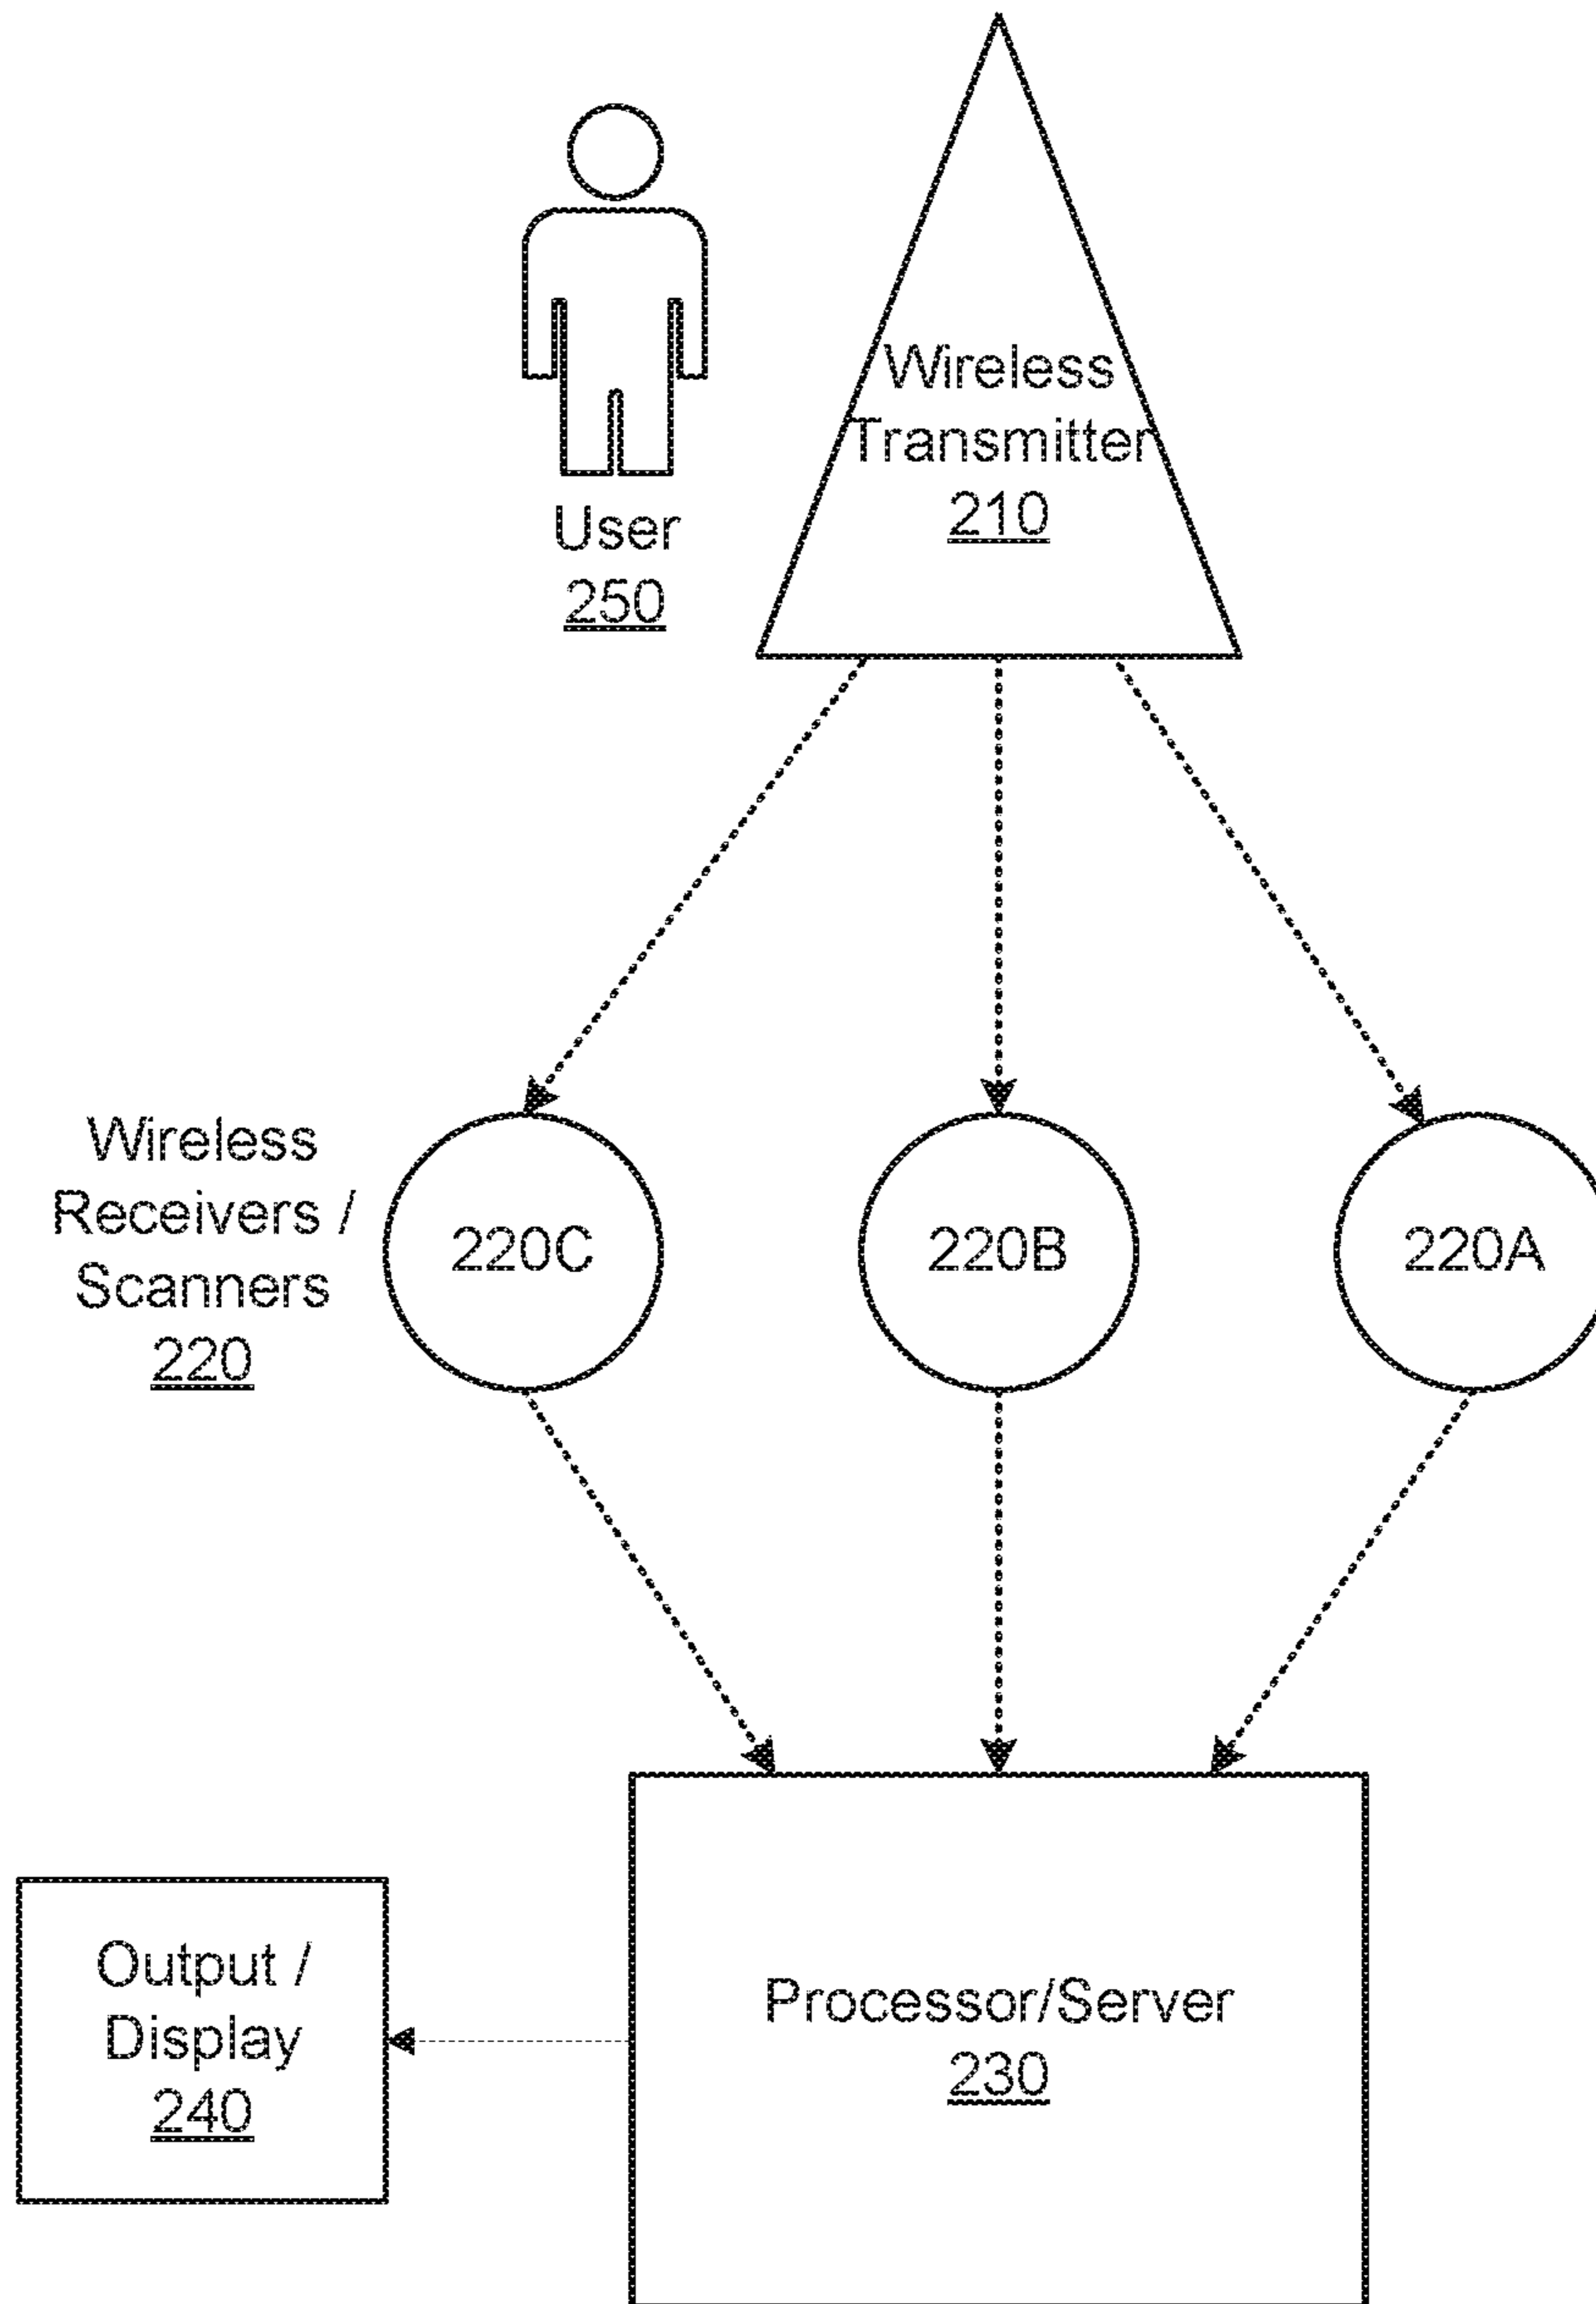 Wireless
Transmitter
210
User
250
Wireless
Receivers /
Scanners
220
220C
220B
220A
Output /
Display
240
Processor/Server
230